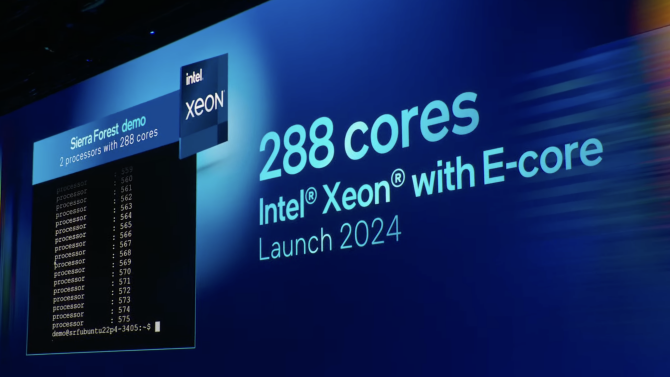 intel
XEON
Sierra Forest demo
2 processors with 288 cores
processor : 559
processor : 560
processor : 561
processor : 562
processor : 563
processor : 564
processor : 565
processor : 566
processor : 567
processor : 568
processor : 569
processor : 570
processor : 571
processor : 572
processor : 573
processor : 574
processor : 575
demo@srfubuntu22p4-3405:~$
288 cores
Intel® Xeon® with E-core
Launch 2024